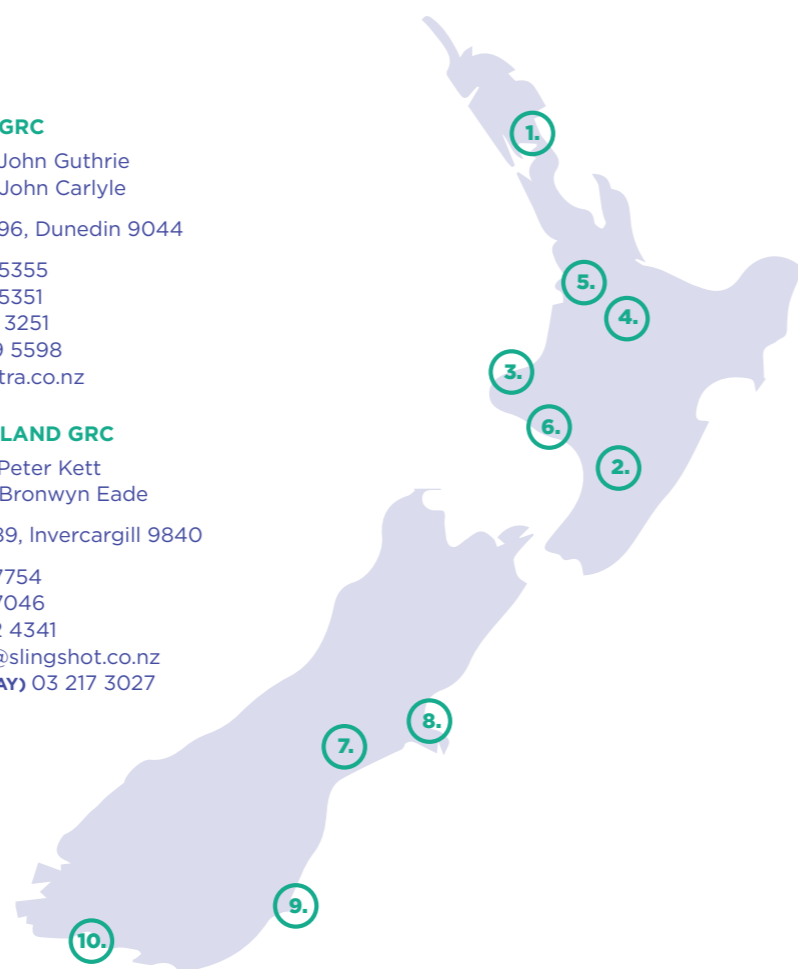 GRC
John Guthrie
John Carlyle
96, Dunedin 9044
5355
5351
3251
9 5598
tra.co.nz
LAND GRC
Peter Kett
Bronwyn Eade
39, Invercargill 9840
7754
7046
2 4341
@slingshot.co.nz
AY) 03 217 3027
1.
5.
4.
3.
6.
2.
8.
7.
9.
10.